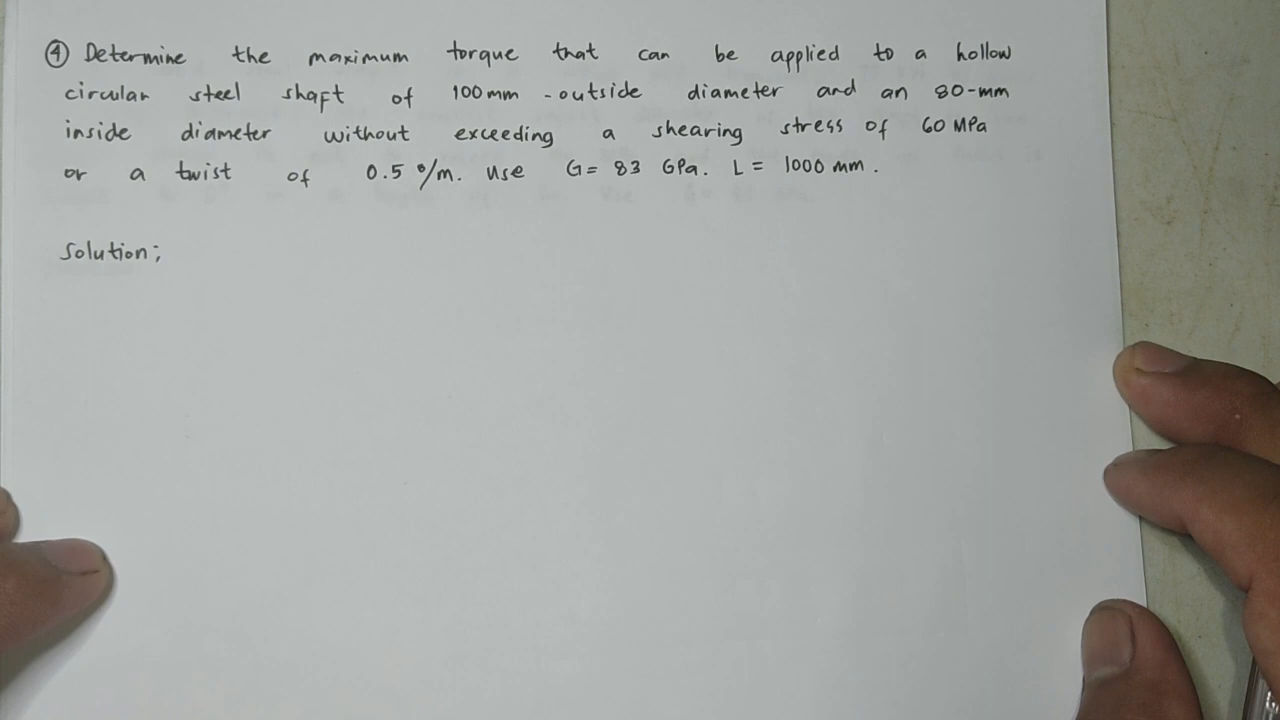 ④ Determine the maximum torque that can be applied to a hollow
circular steel shaft of 100mm - outside diameter and an 80-mm
inside diameter without exceeding a shearing stress of 60 MPa
or a twist of 0.5 °/m. Use G= 83 GPa. L = 1000 mm.
Solution;